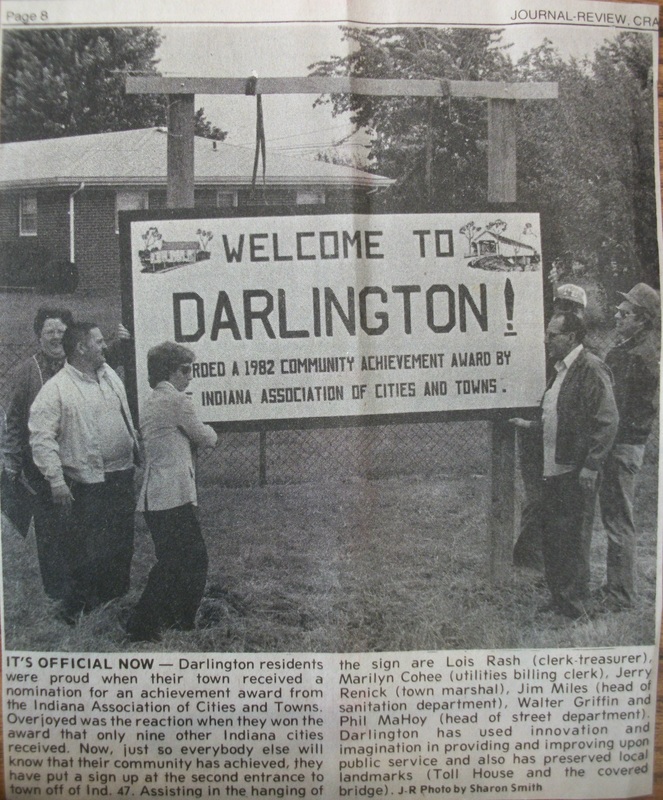 Page 8
JOURNAL-REVIEW, CRA
WELCOME TO
DARLINGTON!
RDED A 1982 COMMUNITY ACHIEVEMENT AWARD BY
INDIANA ASSOCIATION OF CITIES AND TOWNS.
IT'S OFFICIAL NOW — Darlington residents
were proud when their town received a
nomination for an achievement award from
the Indiana Association of Cities and Towns.
Overjoyed was the reaction when they won the
award that only nine other Indiana cities
received. Now, just so everybody else will
know that their community has achieved, they
have put a sign up at the second entrance to
town off of Ind. 47. Assisting in the hanging of
the sign are Lois Rash (clerk-treasurer),
Marilyn Cohee (utilities billing clerk), Jerry
Renick (town marshal), Jim Miles (head of
sanitation department), Walter Griffin and
Phil MaHoy (head of street department).
Darlington has used innovation and
imagination in providing and improving upon
public service and also has preserved local
landmarks (Toll House and the covered
bridge). J-R Photo by Sharon Smith